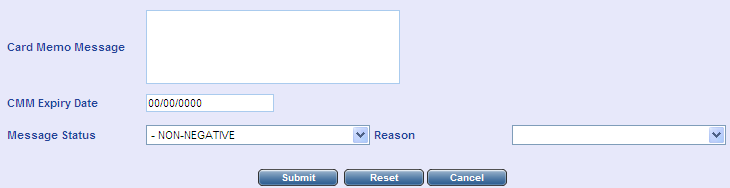 Card Memo Message
CMM Expiry Date 00/00/0000
Message Status - NON-NEGATIVE Reason
Submit Reset Cancel